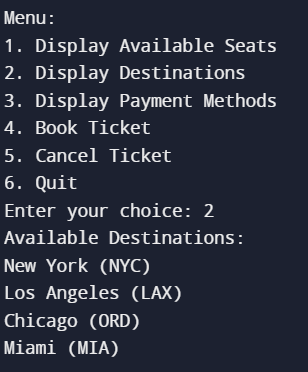 Menu:
1. Display Available Seats
2. Display Destinations
3. Display Payment Methods
4. Book Ticket
5. Cancel Ticket
6. Quit
Enter your choice: 2
Available Destinations:
New York (NYC)
Los Angeles (LAX)
Chicago (ORD)
Miami (MIA)